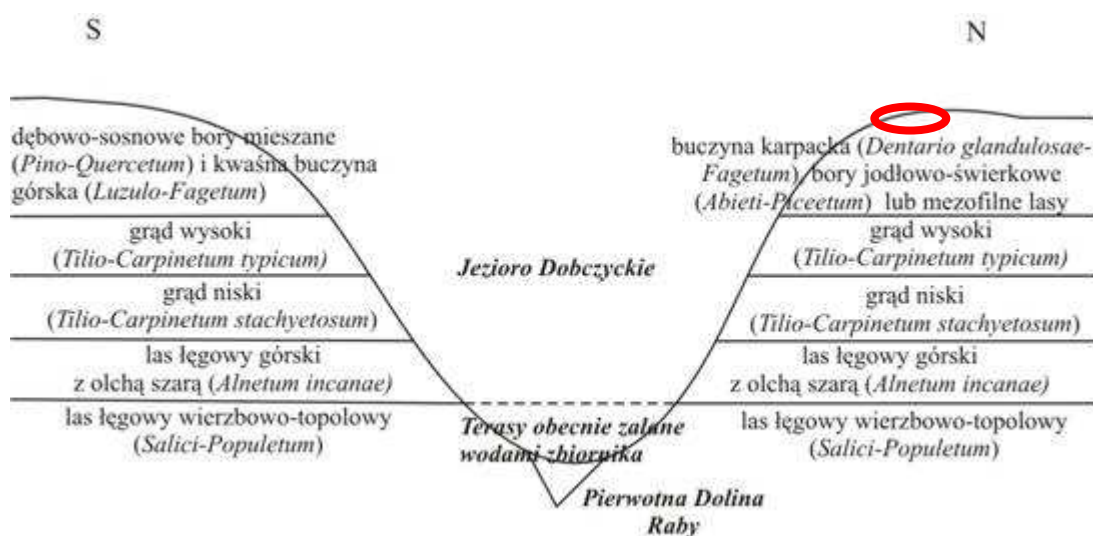 S
N
dębowo-sosnowe bory mieszane
(Pino-Quercetum) i kwaśna buczyna
górska (Luzulo-Fagetum)
buczyna karpacka (Dentario glandulosae-
Fagetum), bory jodłowo-świerkowe
(Abieti-Piceetum) lub mezofilne lasy
grąd wysoki
(Tilio-Carpinetum typicum)
grąd wysoki
(Tilio-Carpinetum typicum)
Jezioro Dobczyckie
grąd niski
(Tilio-Carpinetum stachyetosum)
grąd niski
(Tilio-Carpinetum stachyetosum)
las łęgowy górski
z olchą szarą (Alnetum incanae)
las łęgowy górski
z olchą szarą (Alnetum incanae)
las łęgowy wierzbowo-topolowy
(Salici-Populetum)
Terasy obecnie zalane
wodami zbiornika
las łęgowy wierzbowo-topolowy
(Salici-Populetum)
Pierwotna Dolina
Raby